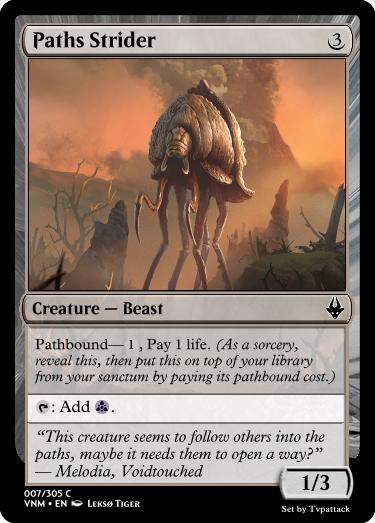 Paths Strider 3
Creature — Beast
Pathbound— 1 , Pay 1 life. (As a sorcery,
reveal this, then put this on top of your library
from your sanctum by paying its pathbound cost.)
: Add .
“This creature seems to follow others into the
paths, maybe it needs them to open a way?”
— Melodia, Voidtouched
1/3
007/305 C
VNM • EN Leksø Tiger
Set by Tvpattack